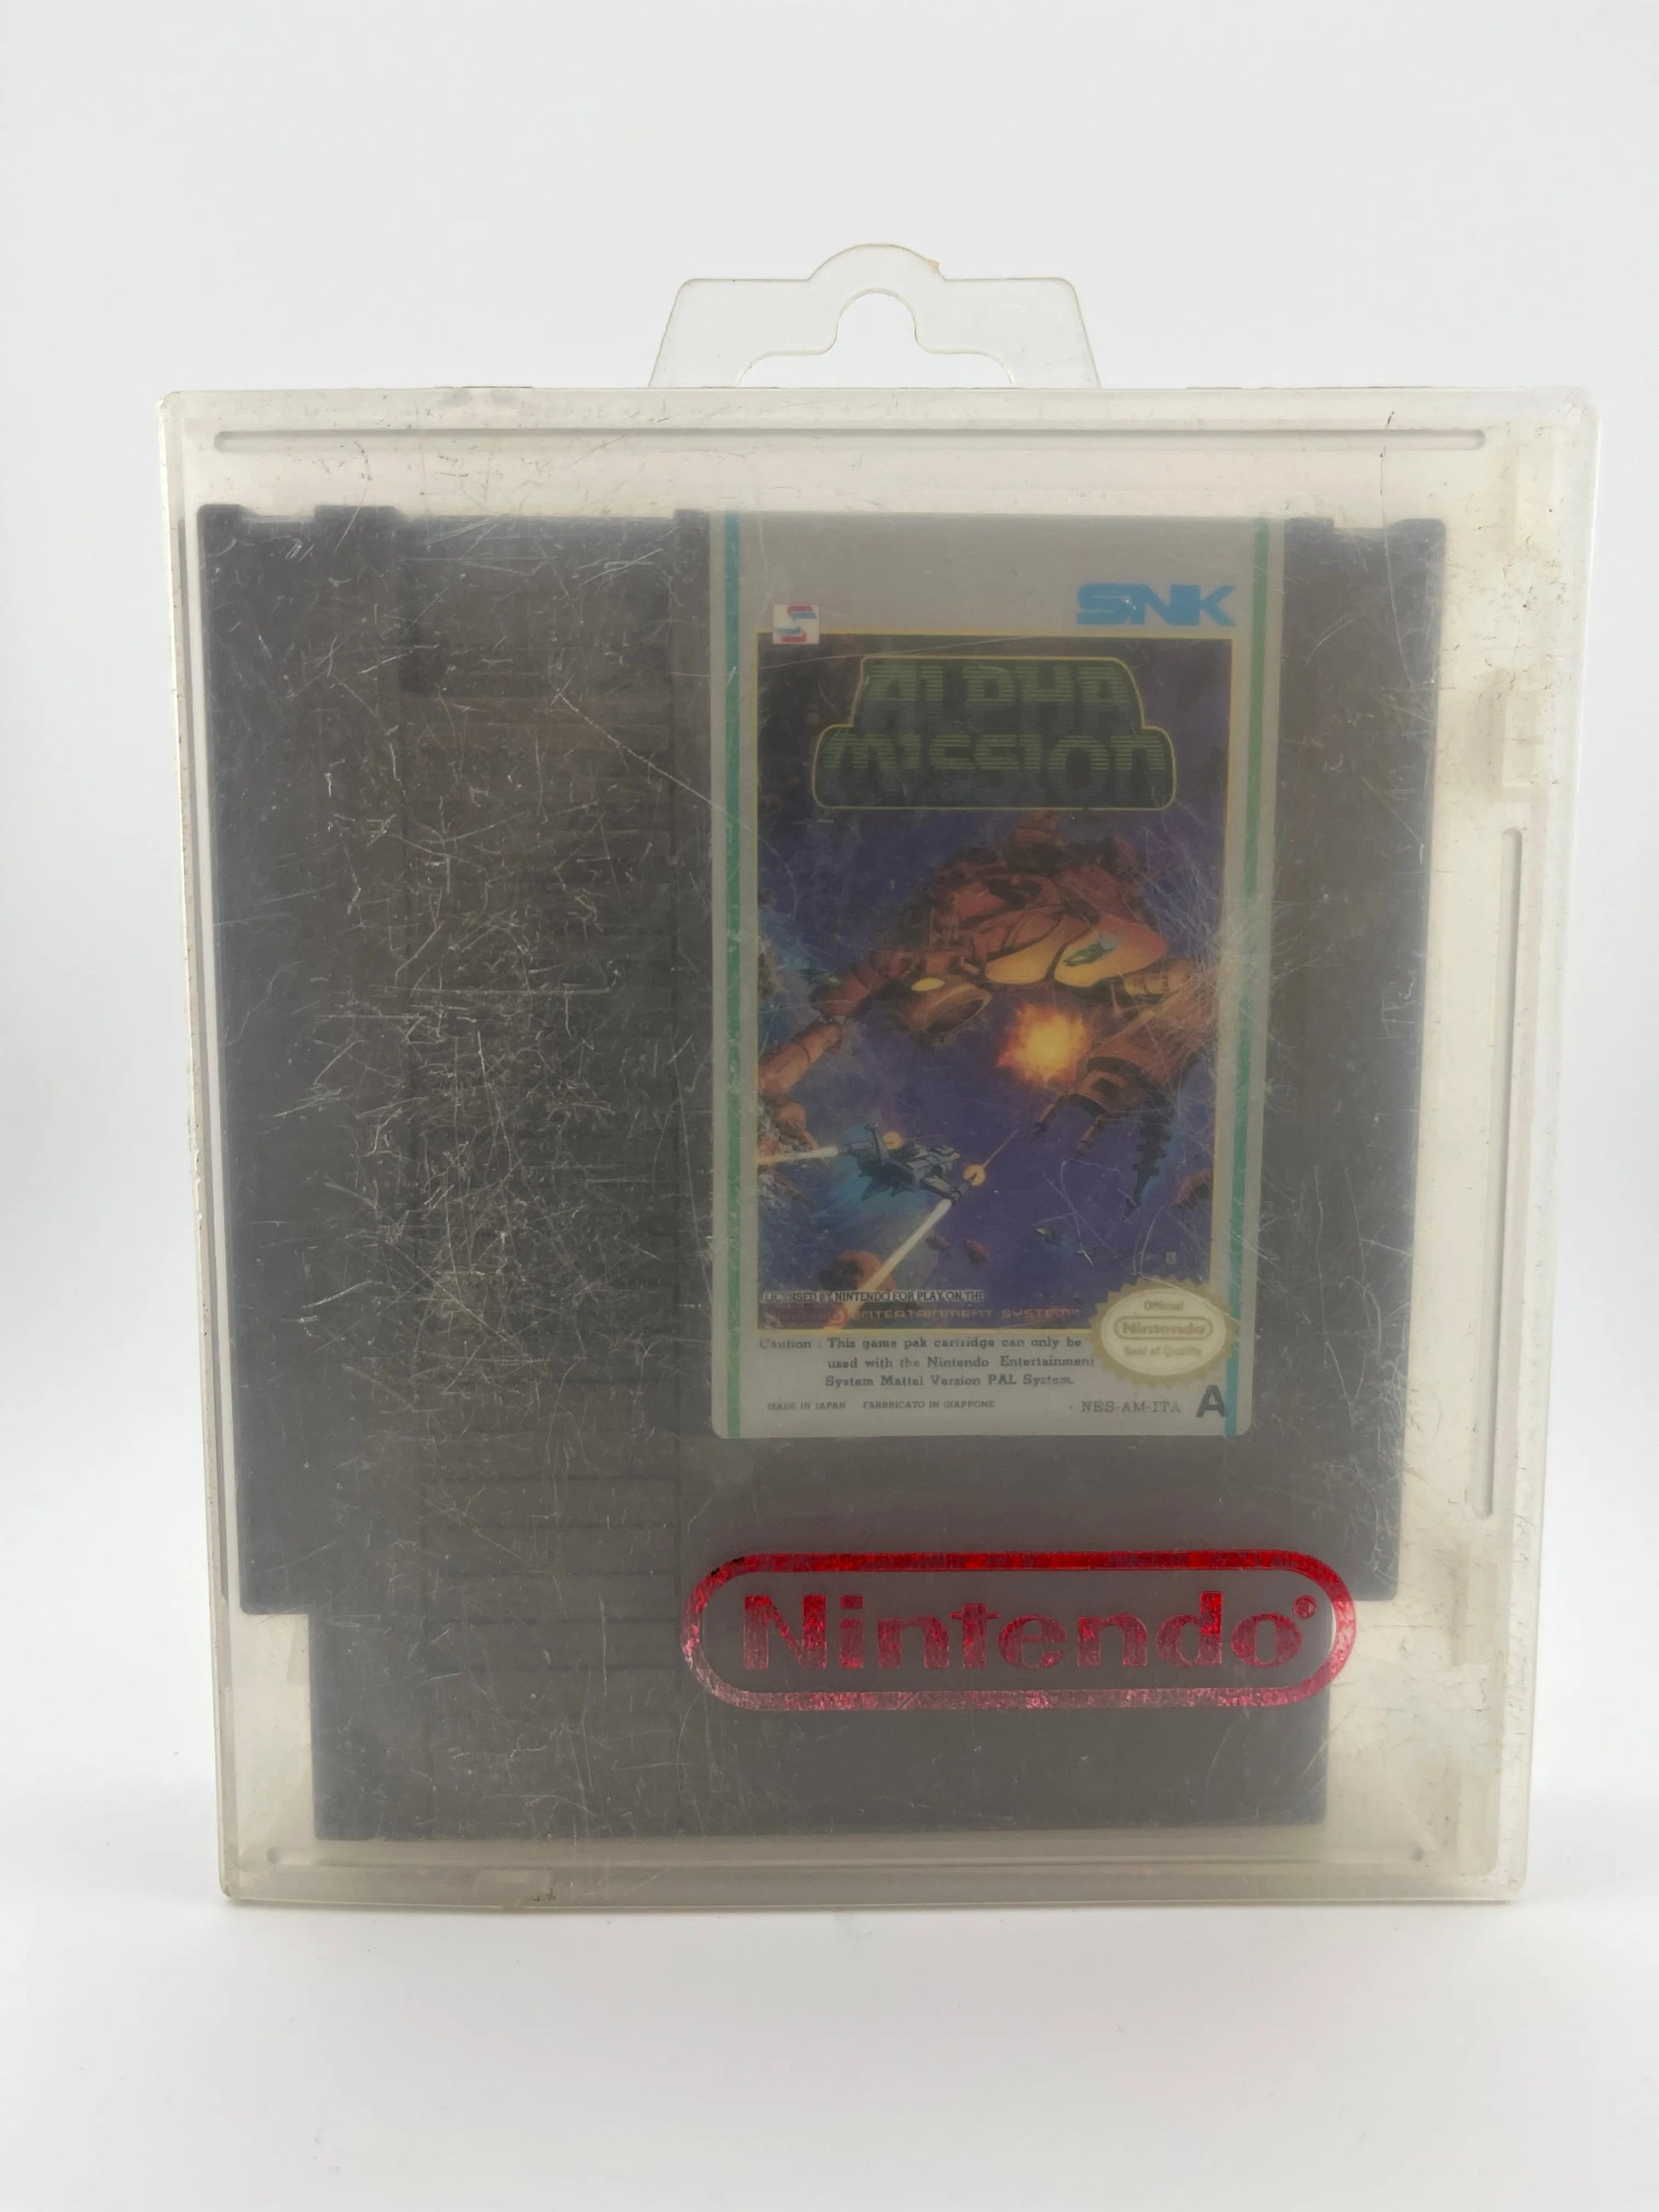 SNK
S
ALPHA
MISSION
LICENSED BY NINTENDO FOR PLAY ON THE
ENTERTAINMENT SYSTEM
Caution : This game pak cartridge can only be
used with the Nintendo Entertainment
System Mattel Version PAL System.
Official
Nintendo
Seal of Quality
MADE IN JAPAN FABBRICATO IN GIAPPONE
NES-AM-ITA A
Nintendo®